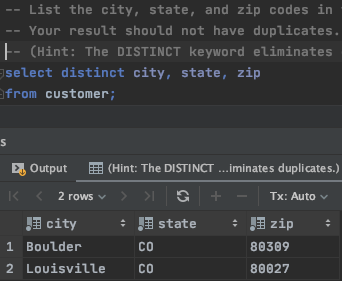 -- List the city, state, and zip codes in
-- Your result should not have duplicates.
-- (Hint: The DISTINCT keyword eliminates
select distinct city, state, zip
from customer;
s
Output (Hint: The DISTINCT ...iminates duplicates.)
2 rows Tx: Auto
city state zip
1 Boulder CO 80309
2 Louisville CO 80027